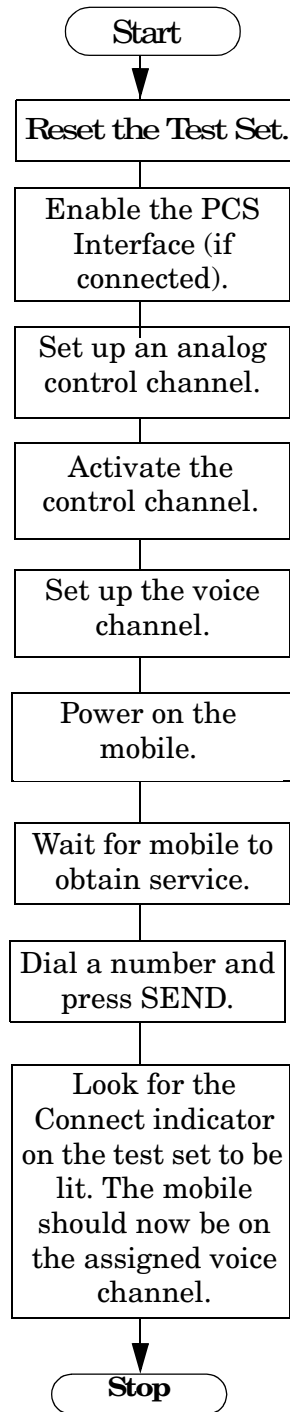 Start
Reset the Test Set.
Enable the PCS
Interface (if
connected).
Set up an analog
control channel.
Activate the
control channel.
Set up the voice
channel.
Power on the
mobile.
Wait for mobile to
obtain service.
Dial a number and
press SEND.
Look for the
Connect indicator
on the test set to be
lit. The mobile
should now be on
the assigned voice
channel.
Stop